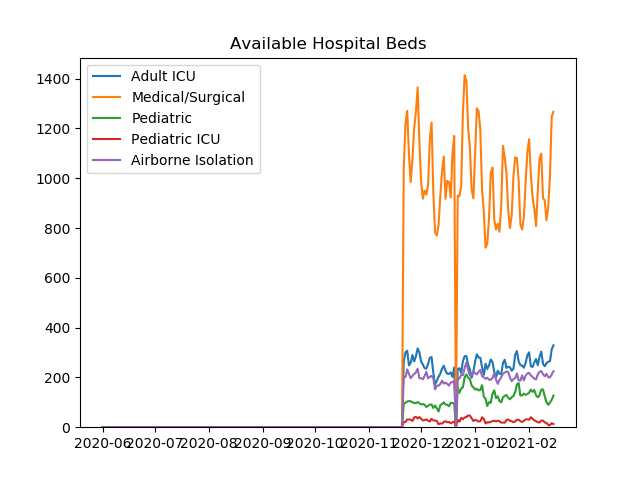 Available Hospital Beds
Adult ICU
Medical/Surgical
Pediatric
Pediatric ICU
Airborne Isolation
1400
1200
1000
800
600
400
200
0
2020-06
2020-07
2020-08
2020-09
2020-10
2020-11
2020-12
2021-01
2021-02